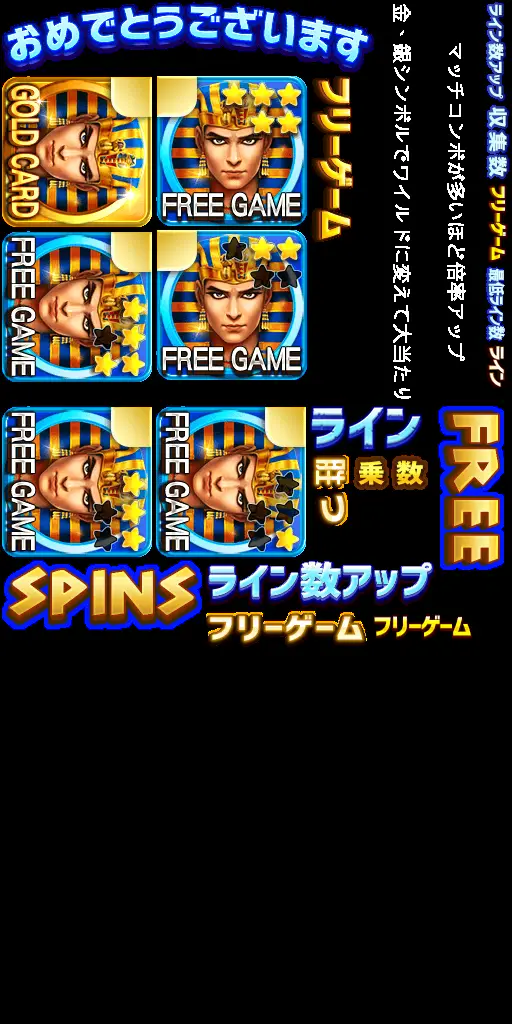 おめでとうございます
GOLD CARD
FREE GAME
フリーゲーム
FREE GAME
FREE GAME
FREE GAME
FREE GAME
ライン
勝つ
乗数
FREE
SPINS
ライン数アップ
フリーゲーム
フリーゲーム
金、銀シンボルでワイルドに変えて大当たり
マッチコンボが多いほど倍率アップ
ライン数アップ
収集数
フリーゲーム
最低ライン数
ライン